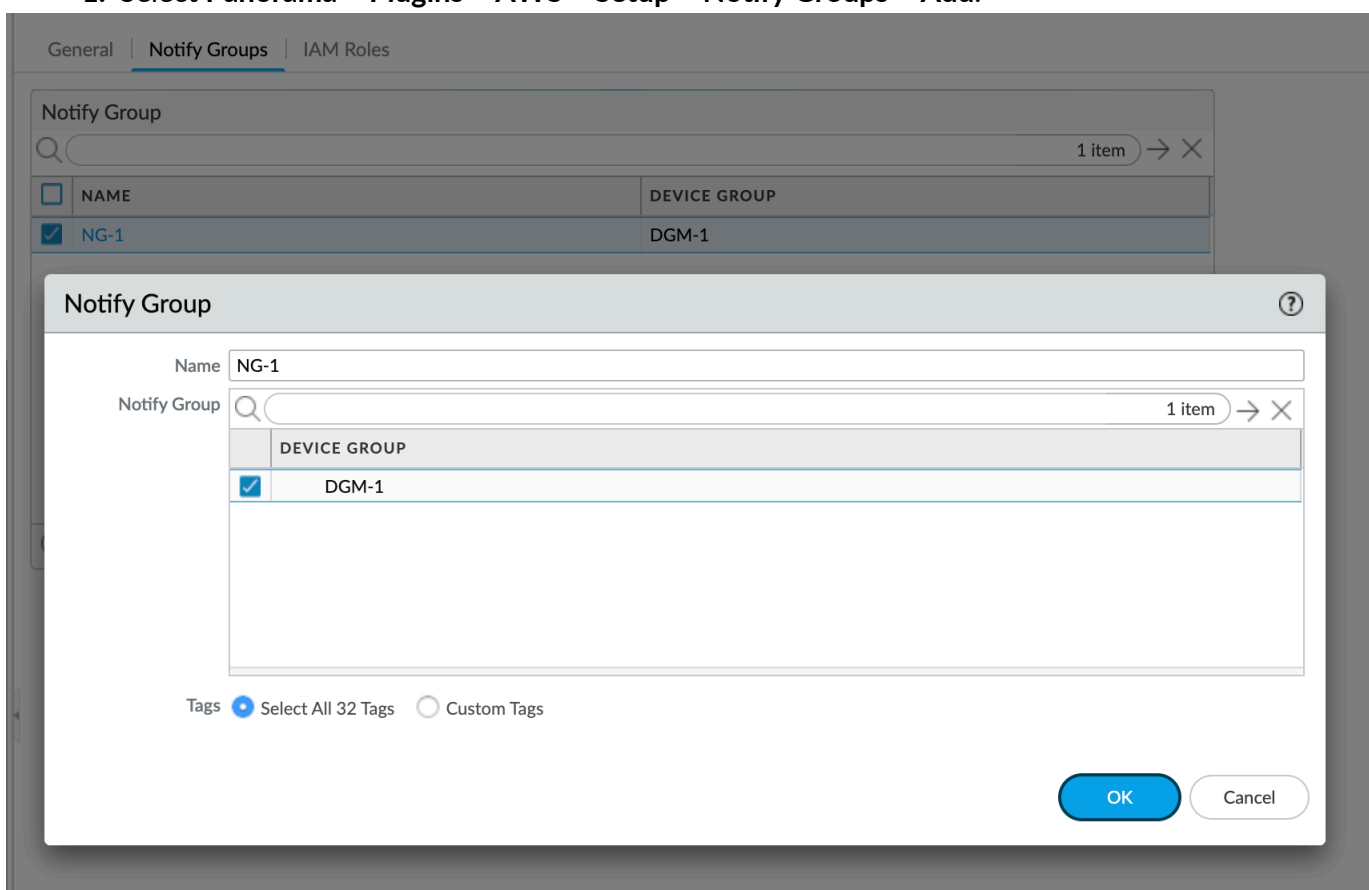 General Notify Groups IAM Roles
Notify Group
1 item
NAME DEVICE GROUP
NG-1 DGM-1
Notify Group
Name NG-1
Notify Group 1 item
DEVICE GROUP
DGM-1
Tags Select All 32 Tags Custom Tags
OK Cancel